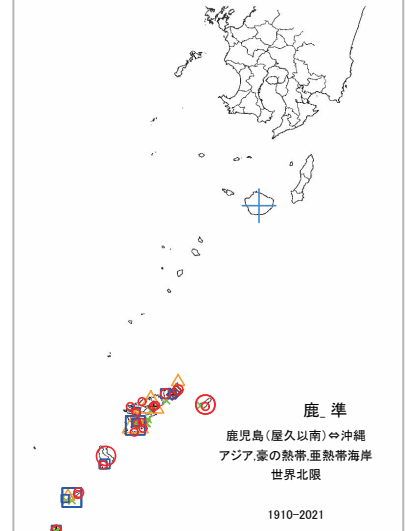 鹿_準
鹿児島(屋久以南)⇔沖縄
アジア,豪の熱帯,亜熱帯海岸
世界北限
1910-2021